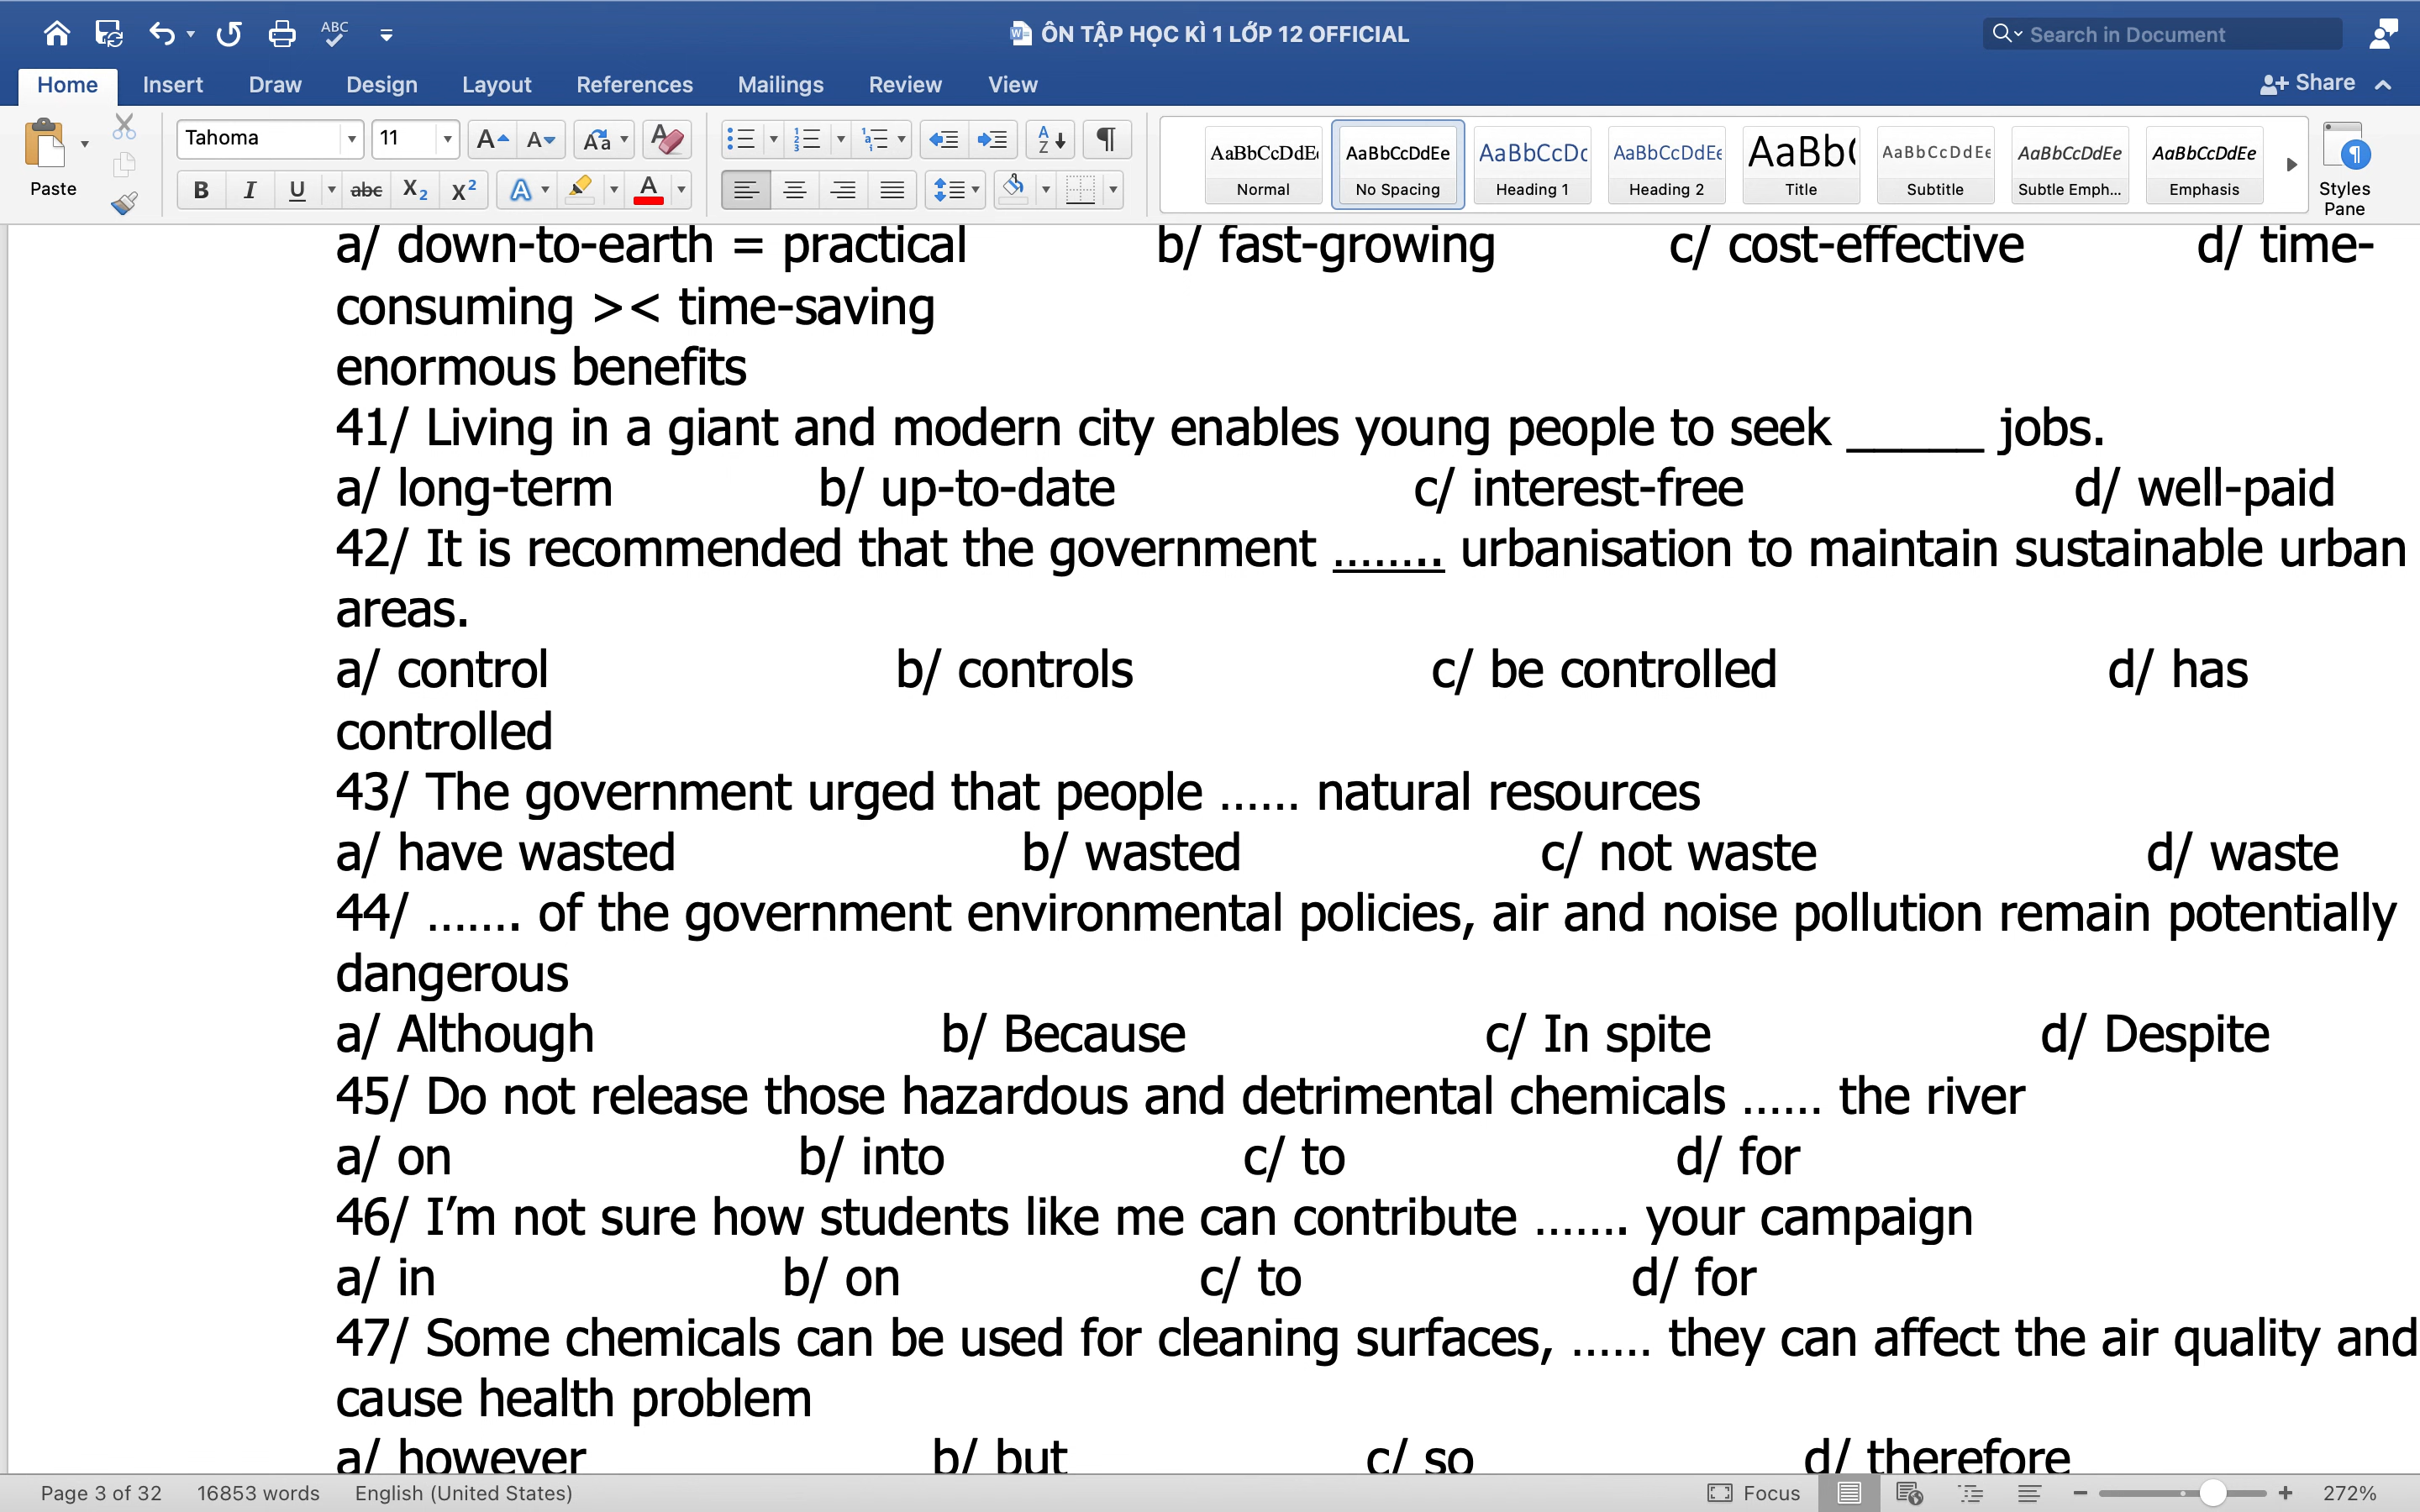 ABC
ÔN TẬP HỌC KÌ 1 LỚP 12 OFFICIAL
Search in Document
Home Insert Draw Design Layout References Mailings Review View
Share
Paste
Tahoma 11
AaBbCcDdE AaBbCcDdEe AaBbCcDc AaBbCcDdEe AaBb( AaBbCcDdEe AaBbCcDdEe AaBbCcDdEe
Normal No Spacing Heading 1 Heading 2 Title Subtitle Subtle Emph... Emphasis
Styles
Pane
a/ down-to-earth = practical b/ fast-growing c/ cost-effective d/ time-
consuming >< time-saving
enormous benefits
41/ Living in a giant and modern city enables young people to seek _____ jobs.
a/ long-term b/ up-to-date c/ interest-free d/ well-paid
42/ It is recommended that the government …….. urbanisation to maintain sustainable urban
areas.
a/ control b/ controls c/ be controlled d/ has
controlled
43/ The government urged that people …… natural resources
a/ have wasted b/ wasted c/ not waste d/ waste
44/ ……. of the government environmental policies, air and noise pollution remain potentially
dangerous
a/ Although b/ Because c/ In spite d/ Despite
45/ Do not release those hazardous and detrimental chemicals …… the river
a/ on b/ into c/ to d/ for
46/ I’m not sure how students like me can contribute ……. your campaign
a/ in b/ on c/ to d/ for
47/ Some chemicals can be used for cleaning surfaces, …… they can affect the air quality and
cause health problem
a/ however b/ but c/ so d/ therefore
Page 3 of 32 16853 words English (United States) Focus 272%